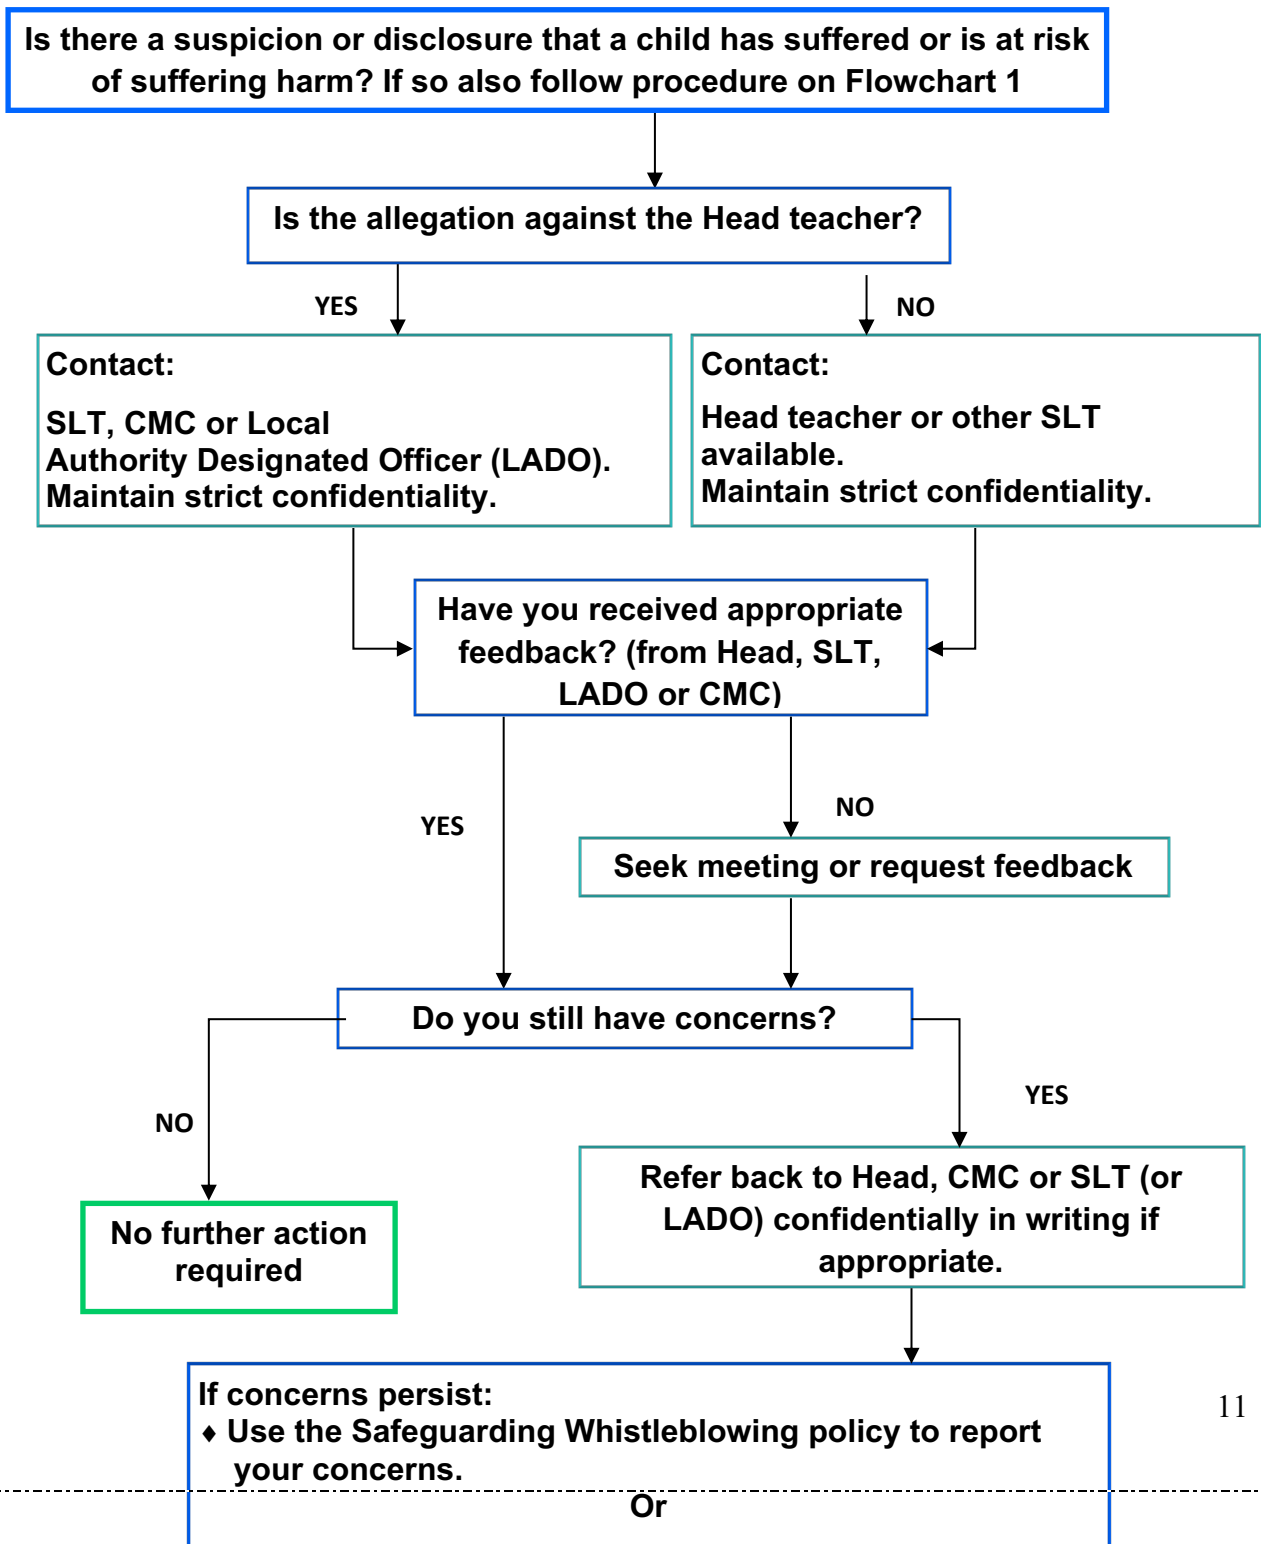 Is there a suspicion or disclosure that a child has suffered or is at risk
of suffering harm? If so also follow procedure on Flowchart 1
Is the allegation against the Head teacher?
YES
NO
Contact:
SLT, CMC or Local
Authority Designated Officer (LADO).
Maintain strict confidentiality.
Contact:
Head teacher or other SLT
available.
Maintain strict confidentiality.
Have you received appropriate
feedback? (from Head, SLT,
LADO or CMC)
YES
NO
Seek meeting or request feedback
Do you still have concerns?
NO
YES
No further action
required
Refer back to Head, CMC or SLT (or
LADO) confidentially in writing if
appropriate.
If concerns persist:
♦ Use the Safeguarding Whistleblowing policy to report
your concerns.
Or
11